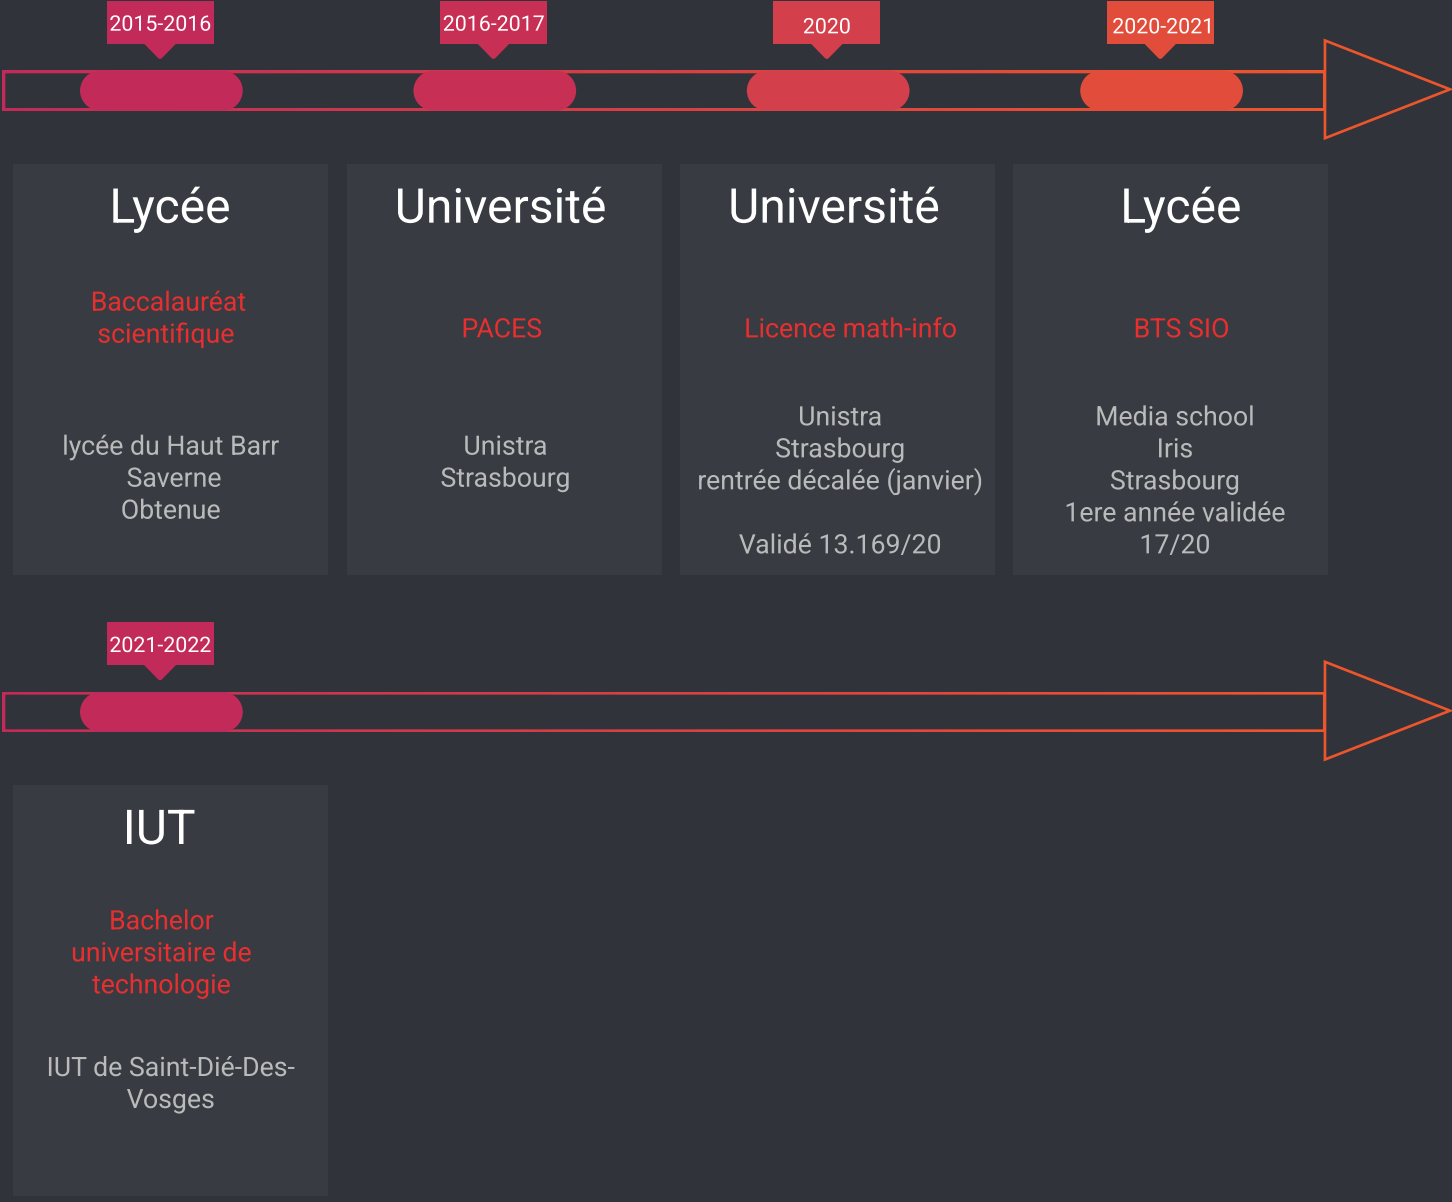 2015-2016
2016-2017
2020
2020-2021
Lycée
Baccalauréat
scientifique
lycée du Haut Barr
Saverne
Obtenue
Université
PACES
Unistra
Strasbourg
Université
Licence math-info
Unistra
Strasbourg
rentrée décalée (janvier)
Validé 13.169/20
Lycée
BTS SIO
Media school
Iris
Strasbourg
1ere année validée
17/20
2021-2022
IUT
Bachelor
universitaire de
technologie
IUT de Saint-Dié-Des-
Vosges